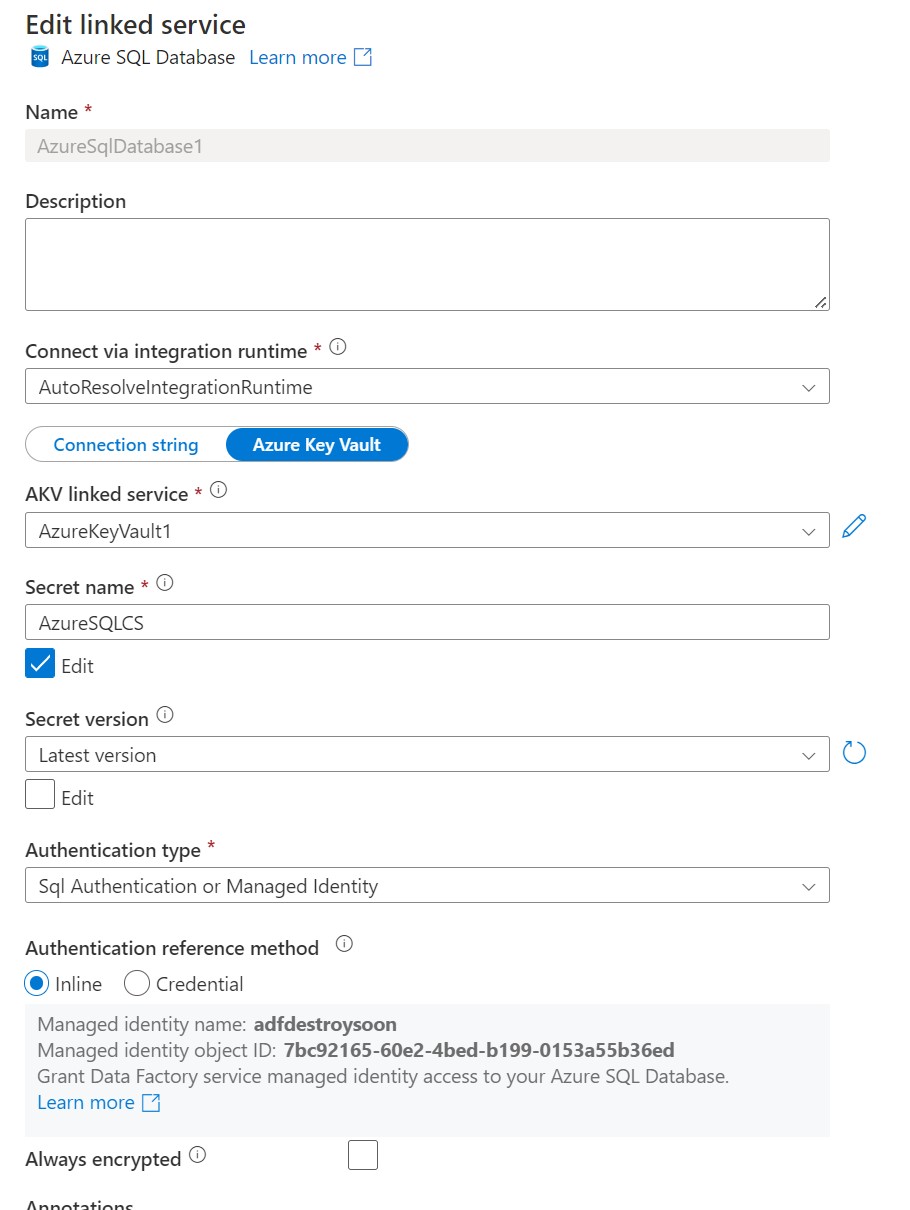 Edit linked service
SQL Azure SQL Database Learn more
Name *
AzureSqlDatabase1
Description
Connect via integration runtime *
AutoResolveIntegrationRuntime
Connection string Azure Key Vault
AKV linked service *
AzureKeyVault1
Secret name *
AzureSQLCS
Edit
Secret version
Latest version
Edit
Authentication type *
Sql Authentication or Managed Identity
Authentication reference method
Inline Credential
Managed identity name: adfdestroysoon
Managed identity object ID: 7bc92165-60e2-4bed-b199-0153a55b36ed
Grant Data Factory service managed identity access to your Azure SQL Database.
Learn more
Always encrypted
Annotations